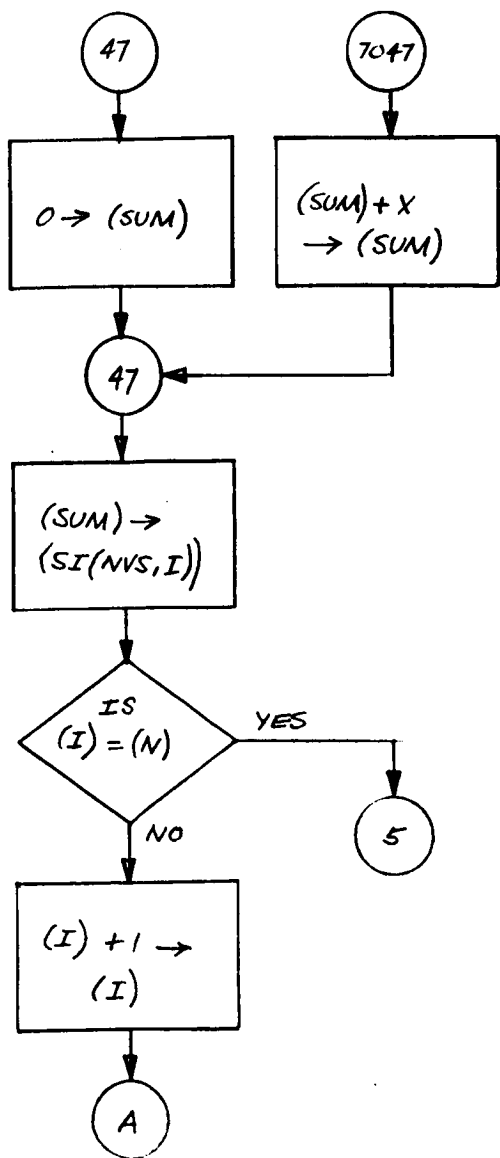 47
7047
0 → (SUM)
(SUM) + X
→ (SUM)
47
(SUM) →
(SI(NVS, I))
IS
(I) = (N)
YES
NO
5
(I) + 1 →
(I)
A